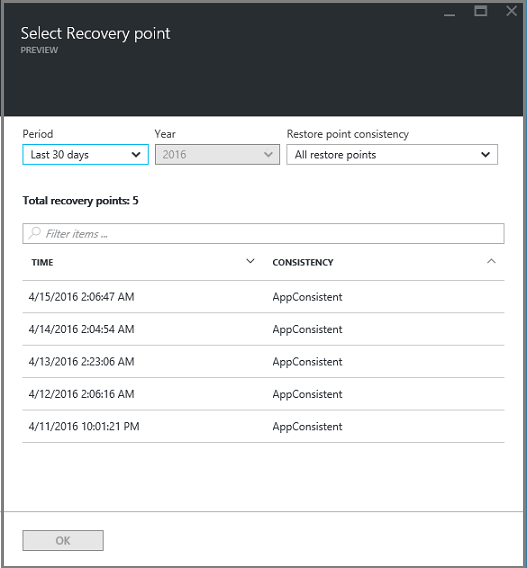 Select Recovery point
PREVIEW
Period Year Restore point consistency
Last 30 days 2016 All restore points
Total recovery points: 5
Filter items ...
TIME CONSISTENCY
4/15/2016 2:06:47 AM AppConsistent
4/14/2016 2:04:54 AM AppConsistent
4/13/2016 2:23:06 AM AppConsistent
4/12/2016 2:06:16 AM AppConsistent
4/11/2016 10:01:21 PM AppConsistent
OK